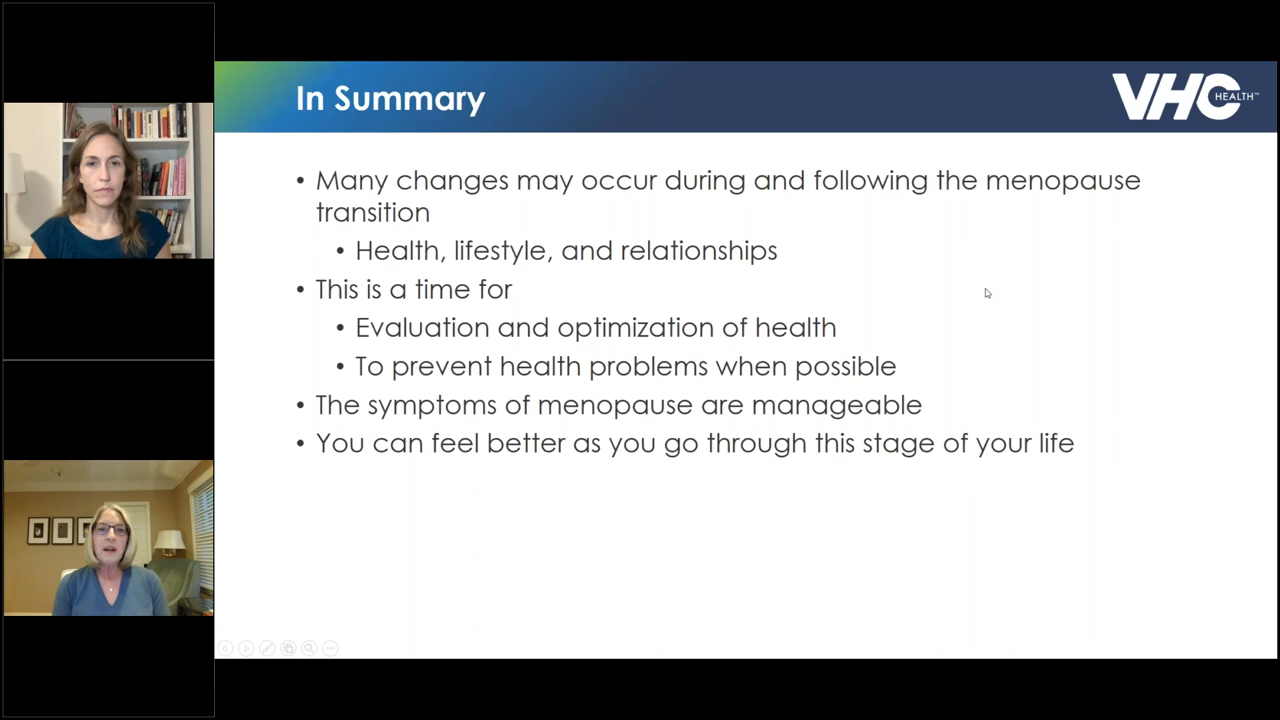 In Summary
VHC HEALTH™
• Many changes may occur during and following the menopause
transition
• Health, lifestyle, and relationships
• This is a time for
• Evaluation and optimization of health
• To prevent health problems when possible
• The symptoms of menopause are manageable
• You can feel better as you go through this stage of your life